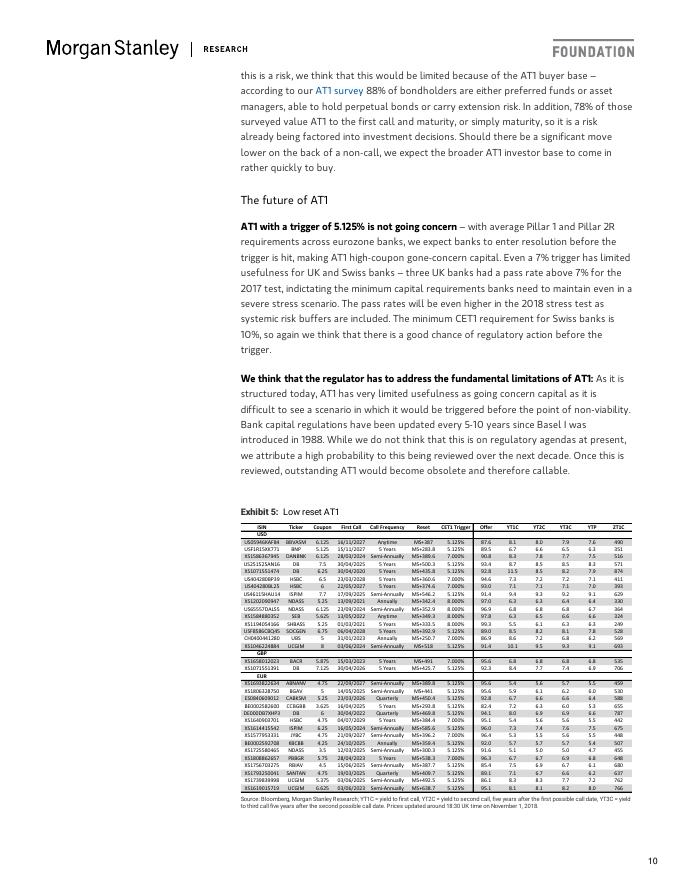 Morgan Stanley | RESEARCH
FOUNDATION
this is a risk, we think that this would be limited because of the AT1 buyer base –
according to our AT1 survey 88% of bondholders are either preferred funds or asset
managers, able to hold perpetual bonds or carry extension risk. In addition, 78% of those
surveyed value AT1 to the first call and maturity, or simply maturity, so it is a risk
already being factored into investment decisions. Should there be a significant move
lower on the back of a non-call, we expect the broader AT1 investor base to come in
rather quickly to buy.
The future of AT1
AT1 with a trigger of 5.125% is not going concern – with average Pillar 1 and Pillar 2R
requirements across eurozone banks, we expect banks to enter resolution before the
trigger is hit, making AT1 high-coupon gone-concern capital. Even a 7% trigger has limited
usefulness for UK and Swiss banks – three UK banks had a pass rate above 7% for the
2017 test, indictating the minimum capital requirements banks need to maintain even in a
severe stress scenario. The pass rates will be even higher in the 2018 stress test as
systemic risk buffers are included. The minimum CET1 requirement for Swiss banks is
10%, so again we think that there is a good chance of regulatory action before the
trigger.
We think that the regulator has to address the fundamental limitations of AT1: As it is
structured today, AT1 has very limited usefulness as going concern capital as it is
difficult to see a scenario in which it would be triggered before the point of non-viability.
Bank capital regulations have been updated every 5-10 years since Basel I was
introduced in 1988. While we do not think that this is on regulatory agendas at present,
we attribute a high probability to this being reviewed over the next decade. Once this is
reviewed, outstanding AT1 would become obsolete and therefore callable.
Exhibit 5: Low reset AT1
ISIN Ticker Coupon First Call Call Frequency Reset CET1 Trigger Offer YT1C YT2C YT3C YTP Z1TC
USD
BBVASM 6.125 16/11/2027 Anytime MS+387 5.125% 87.6 8.1 8.0 7.9 7.6 490
BNP 5.125 15/11/2027 5 Years MS+283.8 5.125% 89.5 6.7 6.6 6.5 6.3 351
DANBNK 6.125 28/03/2024 Semi-Annually MS+389.6 7.000% 90.8 8.3 7.8 7.7 7.5 516
DB 7.5 30/04/2025 5 Years MS+500.3 5.125% 93.4 8.7 8.5 8.5 8.3 571
XS1071551474 DB 6.25 30/04/2020 5 Years MS+435.8 5.125% 92.8 11.5 8.5 8.2 7.9 874
HSBC 6.5 23/03/2028 5 Years MS+360.6 7.000% 94.6 7.3 7.2 7.2 7.1 411
HSBC 6 22/05/2027 5 Years MS+374.6 7.000% 93.0 7.1 7.1 7.1 7.0 393
ISPIM 7.7 17/09/2025 Semi-Annually MS+546.2 5.125% 91.4 9.4 9.3 9.2 9.1 629
NDASS 5.25 13/09/2021 Annually MS+342.4 8.000% 97.0 6.3 6.3 6.4 6.4 330
NDASS 6.125 23/09/2024 Semi-Annually MS+352.9 8.000% 96.9 6.8 6.8 6.8 6.7 364
SEB 5.625 13/05/2022 Anytime MS+349.3 8.000% 97.8 6.3 6.5 6.6 6.6 324
XS1194054166 SHBASS 5.25 01/03/2021 5 Years MS+333.5 8.000% 99.3 5.5 6.1 6.3 6.3 249
SOCGEN 6.75 06/04/2028 5 Years MS+392.9 5.125% 89.0 8.5 8.2 8.1 7.8 528
UBS 5 31/01/2023 Annually MS+250.7 7.000% 86.9 8.6 7.2 6.8 6.2 569
XS1046224884 UCGIM 8 03/06/2024 Semi-Annually MS+518 5.125% 91.4 10.1 9.5 9.3 9.1 693
GBP
XS1658012023 BACR 5.875 15/03/2023 5 Years MS+491 7.000% 95.6 6.8 6.8 6.8 6.8 535
XS1071551391 DB 7.125 30/04/2026 5 Years MS+425.7 5.125% 92.3 8.4 7.7 7.4 6.9 706
EUR
XS1693822634 ABNANV 4.75 22/09/2027 Semi-Annually MS+389.8 5.125% 95.6 5.4 5.6 5.7 5.5 459
BGAV 5 14/05/2025 Semi-Annually MS+441 5.125% 95.6 5.9 6.1 6.2 6.0 530
CABKSM 5.25 23/03/2026 Quarterly MS+450.4 5.125% 92.8 6.7 6.6 6.6 6.4 588
BE0002582600 CCBGBB 3.625 16/04/2025 5 Years MS+293.8 5.125% 82.4 7.2 6.3 6.0 5.3 655
DB 6 30/04/2022 Quarterly MS+469.8 5.125% 94.1 8.0 6.9 6.9 6.6 787
XS1640903701 HSBC 4.75 04/07/2029 5 Years MS+384.4 7.000% 95.1 5.4 5.6 5.6 5.5 442
XS1614415542 ISPIM 6.25 16/05/2024 Semi-Annually MS+585.6 5.125% 96.0 7.3 7.4 7.6 7.5 675
JYBC 4.75 21/09/2027 Semi-Annually MS+396.2 7.000% 96.4 5.3 5.5 5.6 5.5 448
BE0002592708 KBCBB 4.25 24/10/2025 Annually MS+359.4 5.125% 92.0 5.7 5.7 5.7 5.4 507
XS1725580465 NDASS 3.5 12/03/2025 Semi-Annually MS+300.3 8.000% 91.6 5.1 5.0 5.0 4.7 455
PBBGR 5.75 28/04/2023 5 Years MS+538.3 7.000% 96.3 6.7 6.7 6.9 6.8 648
XS1756703275 RBIAV 4.5 15/06/2025 Semi-Annually MS+387.7 5.125% 85.4 7.5 6.9 6.7 6.1 680
XS1793250041 SANTAN 4.75 19/03/2025 Quarterly MS+409.7 5.125% 89.1 7.1 6.7 6.6 6.2 637
XS1739839998 UCGIM 5.375 03/06/2025 Semi-Annually MS+492.5 5.125% 86.1 8.3 8.3 7.7 7.2 762
XS1619015719 UCGIM 6.625 03/06/2023 Semi-Annually MS+638.7 5.125% 95.1 8.1 8.1 8.2 8.0 766
Source: Bloomberg, Morgan Stanley Research; YT1C = yield to first call, YT2C = yield to second call, five years after the first possible call date, YT3C = yield
to third call five years after the second possible call date. Prices updated around 18:30 UK time on November 1, 2018.
10